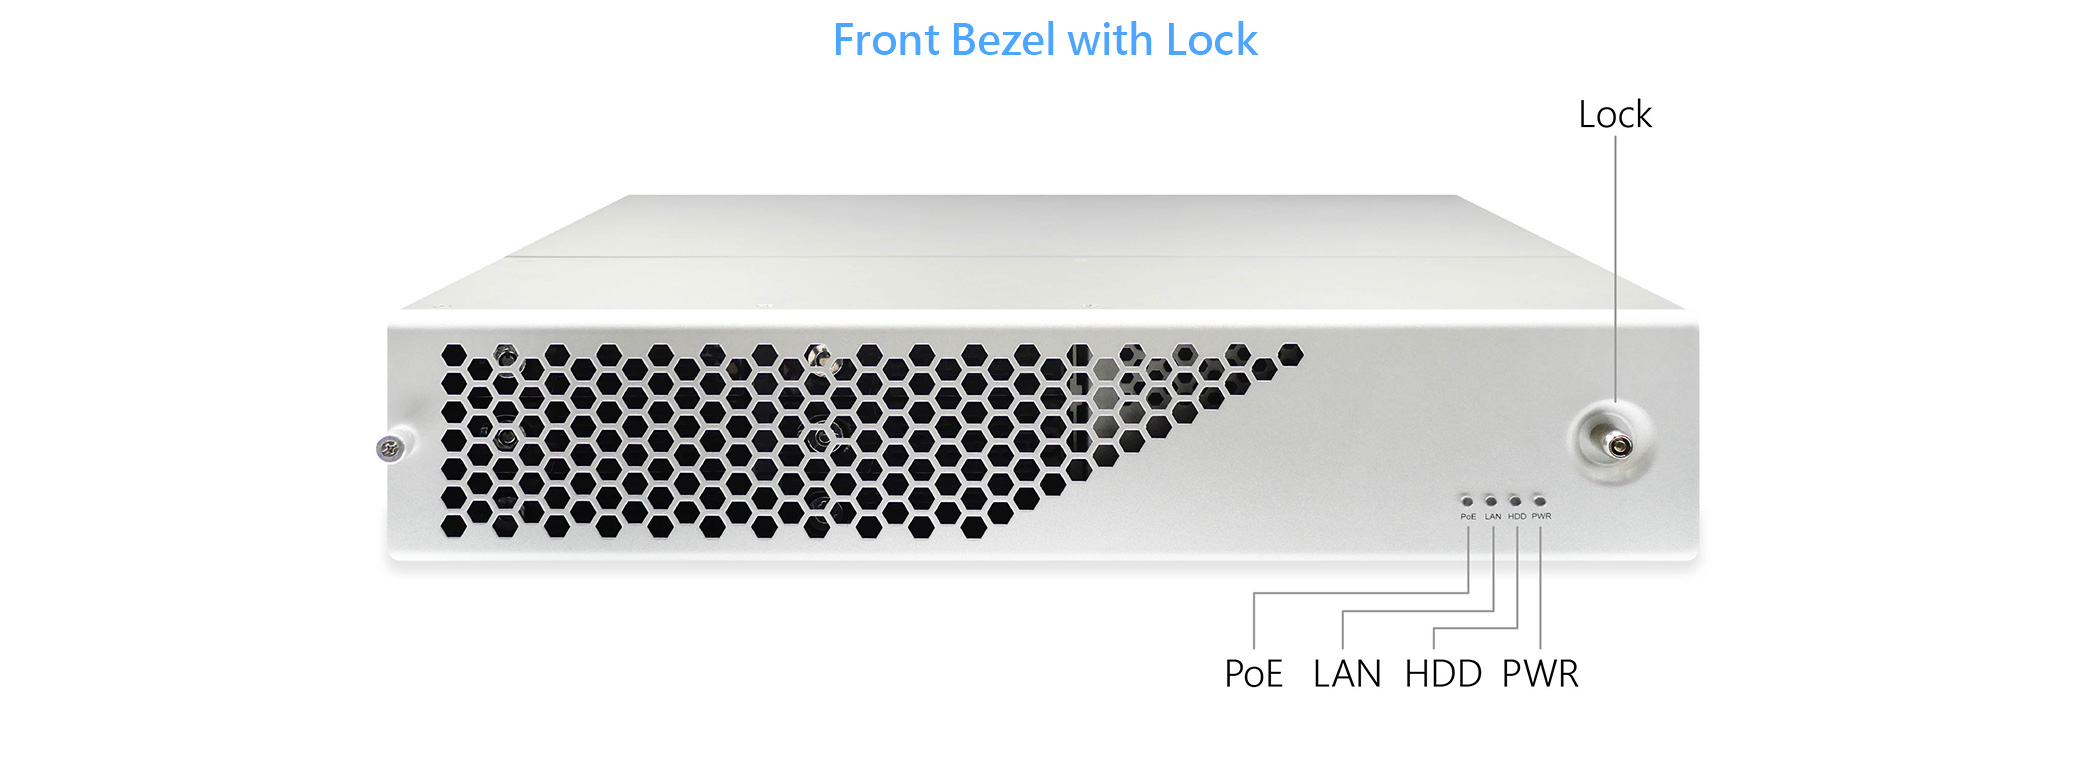 Front Bezel with Lock
Lock
PoE LAN HDD PWR
PoE LAN HDD PWR